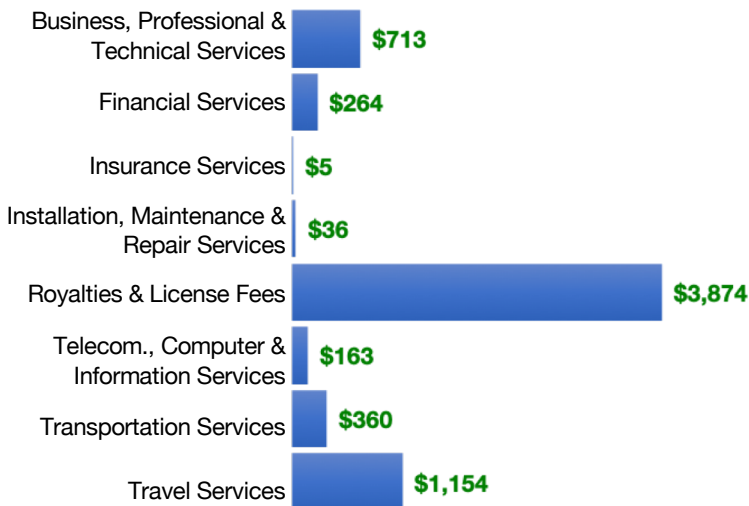 Business, Professional &
Technical Services
$713
Financial Services
$264
Insurance Services
$5
Installation, Maintenance &
Repair Services
$36
Royalties & License Fees
$3,874
Telecom., Computer &
Information Services
$163
Transportation Services
$360
Travel Services
$1,154